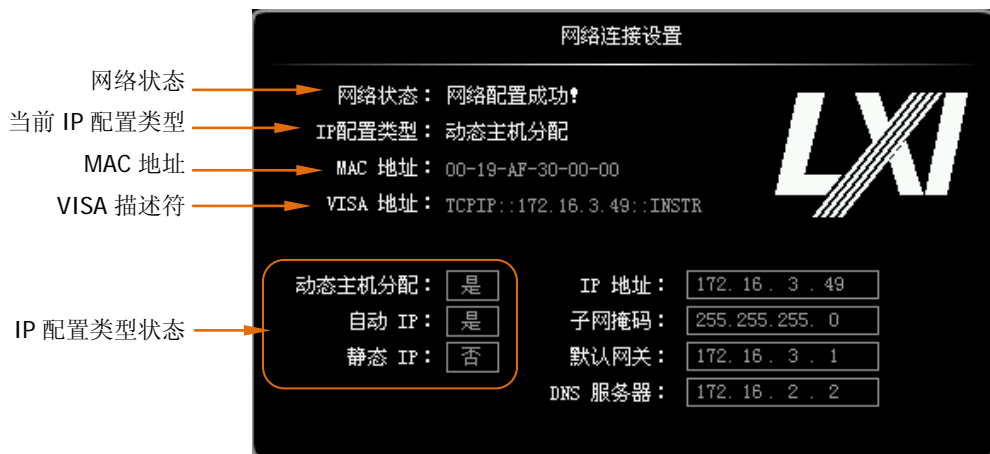 网络连接设置
网络状态
网络状态： 网络配置成功!
当前 IP 配置类型
IP配置类型： 动态主机分配
MAC 地址
MAC 地址： 00-19-AF-30-00-00
VISA 描述符
VISA 地址： TCPIP::172.16.3.49::INSTR
LXI
IP 配置类型状态
动态主机分配： 是
自动 IP： 是
静态 IP： 否
IP 地址： 172. 16 . 3 . 49
子网掩码： 255.255.255. 0
默认网关： 172. 16 . 3 . 1
DNS 服务器： 172. 16 . 2 . 2